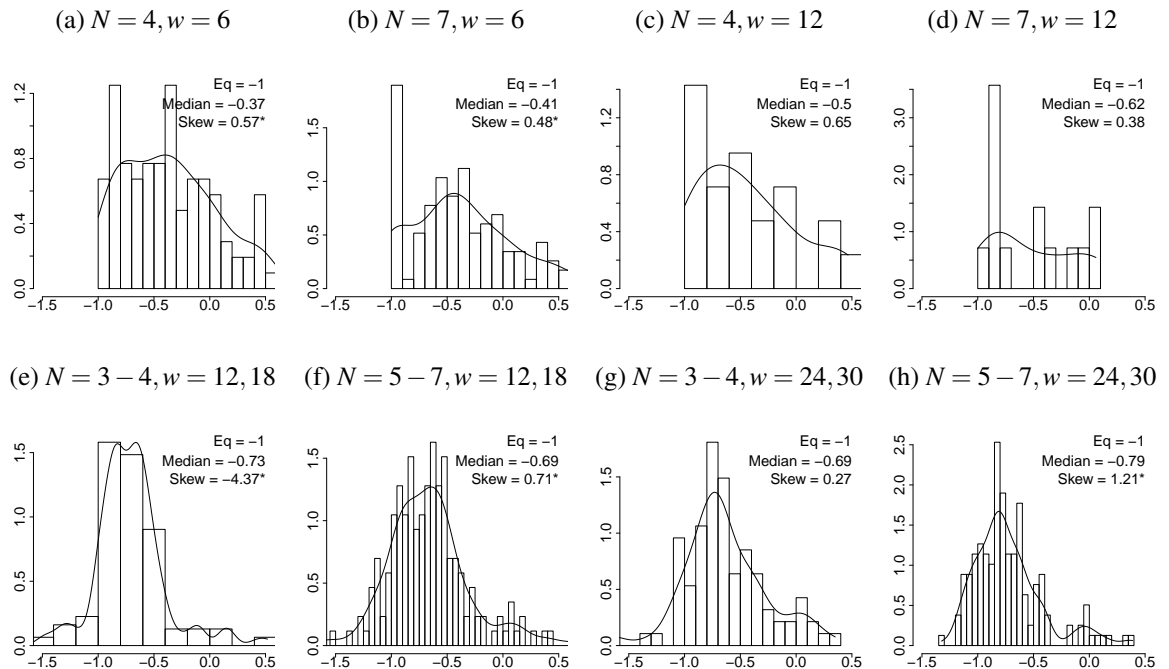 (a) N = 4, w = 6
(b) N = 7, w = 6
(c) N = 4, w = 12
(d) N = 7, w = 12
Eq = −1
Median = −0.37
Skew = 0.57*
0.0 0.4 0.8 1.2
−1.5 −1.0 −0.5 0.0 0.5
Eq = −1
Median = −0.41
Skew = 0.48*
0.0 0.5 1.0 1.5
−1.5 −1.0 −0.5 0.0 0.5
Eq = −1
Median = −0.5
Skew = 0.65
0.0 0.4 0.8 1.2
−1.5 −1.0 −0.5 0.0 0.5
Eq = −1
Median = −0.62
Skew = 0.38
0.0 1.0 2.0 3.0
−1.5 −1.0 −0.5 0.0 0.5
(e) N = 3 − 4, w = 12, 18
(f) N = 5 − 7, w = 12, 18
(g) N = 3 − 4, w = 24, 30
(h) N = 5 − 7, w = 24, 30
Eq = −1
Median = −0.73
Skew = −4.37*
0.0 0.5 1.0 1.5
−1.5 −1.0 −0.5 0.0 0.5
Eq = −1
Median = −0.69
Skew = 0.71*
0.0 0.5 1.0 1.5
−1.5 −1.0 −0.5 0.0 0.5
Eq = −1
Median = −0.69
Skew = 0.27
0.0 0.5 1.0 1.5
−1.5 −1.0 −0.5 0.0 0.5
Eq = −1
Median = −0.79
Skew = 1.21*
0.0 0.5 1.0 1.5 2.0 2.5
−1.5 −1.0 −0.5 0.0 0.5